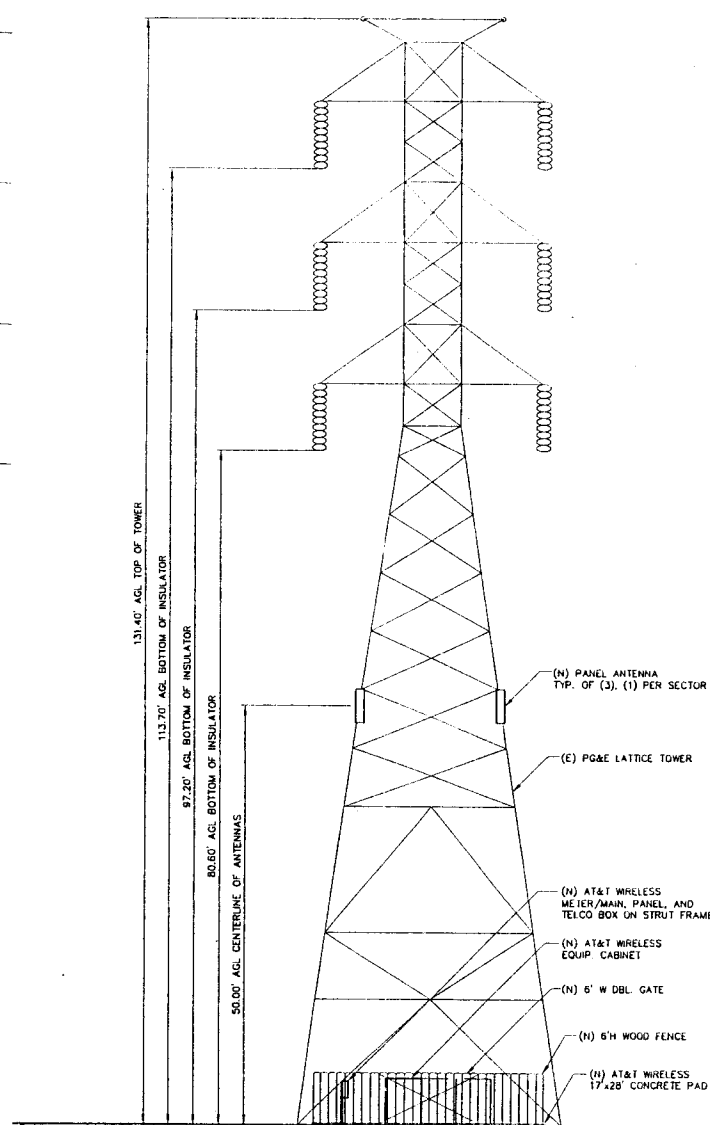 131.40' AGL TOP OF TOWER
113.70' AGL BOTTOM OF INSULATOR
97.20' AGL BOTTOM OF INSULATOR
80.60' AGL BOTTOM OF INSULATOR
50.00' AGL CENTERLINE OF ANTENNAS
(N) PANEL ANTENNA
TYP. OF (3), (1) PER SECTOR
(E) PG&E LATTICE TOWER
(N) AT&T WIRELESS
METER/MAIN, PANEL, AND
TELCO BOX ON STRUT FRAME
(N) AT&T WIRELESS
EQUIP. CABINET
(N) 6' W DBL. GATE
(N) 6'H WOOD FENCE
(N) AT&T WIRELESS
17'x28' CONCRETE PAD